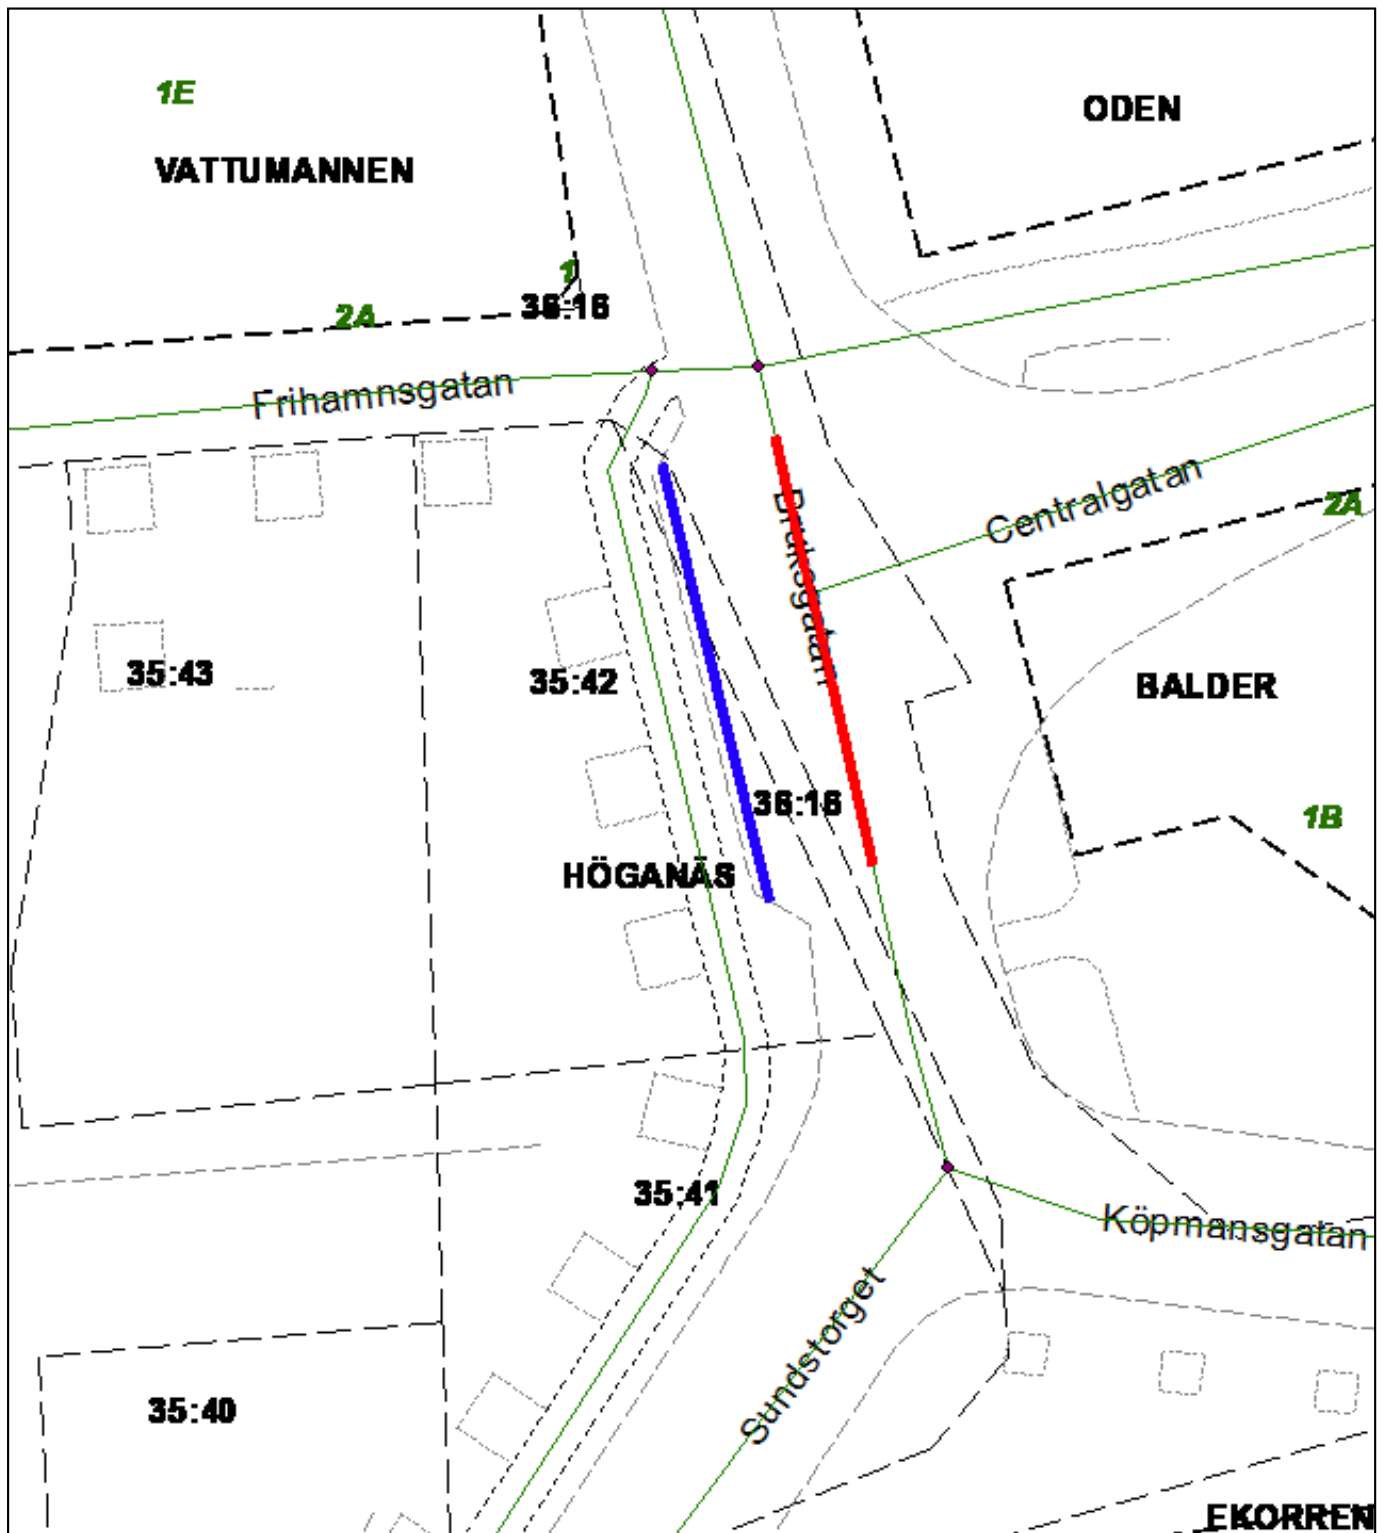 1E
ODEN
VATTUMANNEN
1
36:16
2A
Frihamnsgatan
Centralgatan
2A
Bruksgatan
35:43
35:42
BALDER
36:16
1B
HÖGANÄS
35:41
Köpmansgatan
Sundstorget
35:40
EKORREN